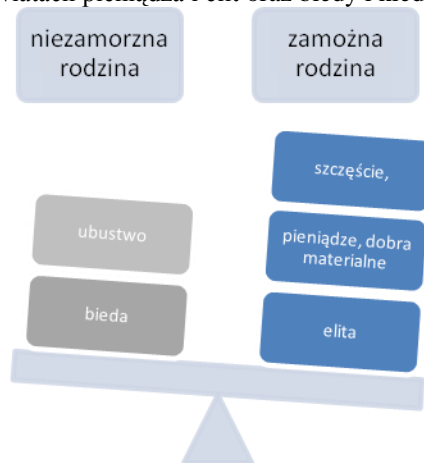 niezamorzna
rodzina
zamożna
rodzina
szczęście,
ubustwo
pieniądze, dobra
materialne
bieda
elita